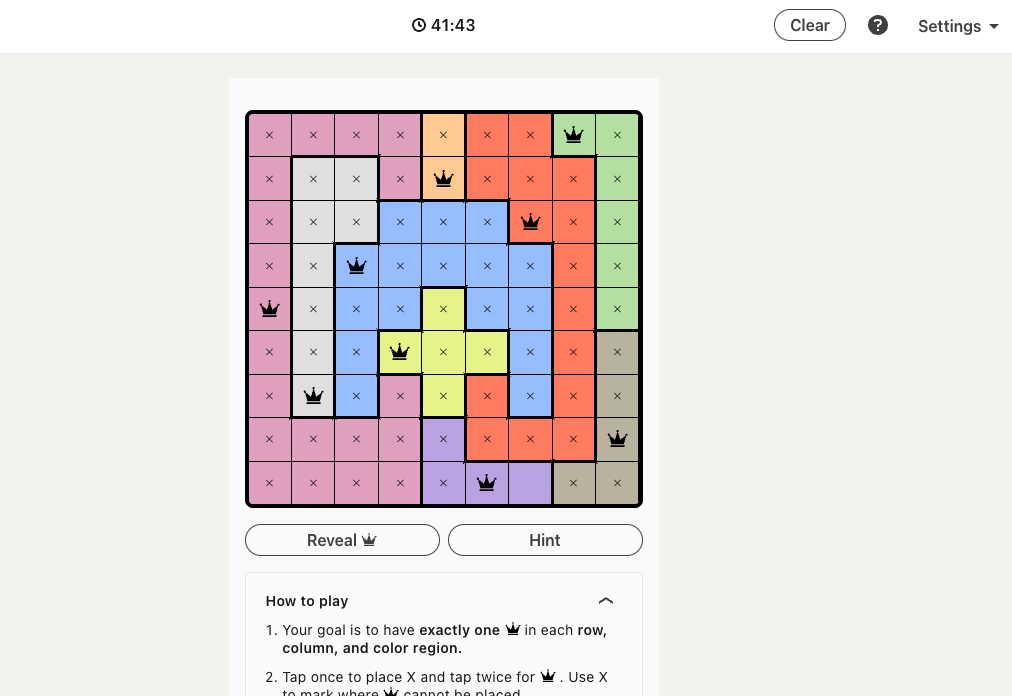 41:43
Clear
?
Settings
Reveal
Hint
How to play
1. Your goal is to have exactly one in each row,
column, and color region.
2. Tap once to place X and tap twice for . Use X
to mark where cannot be placed